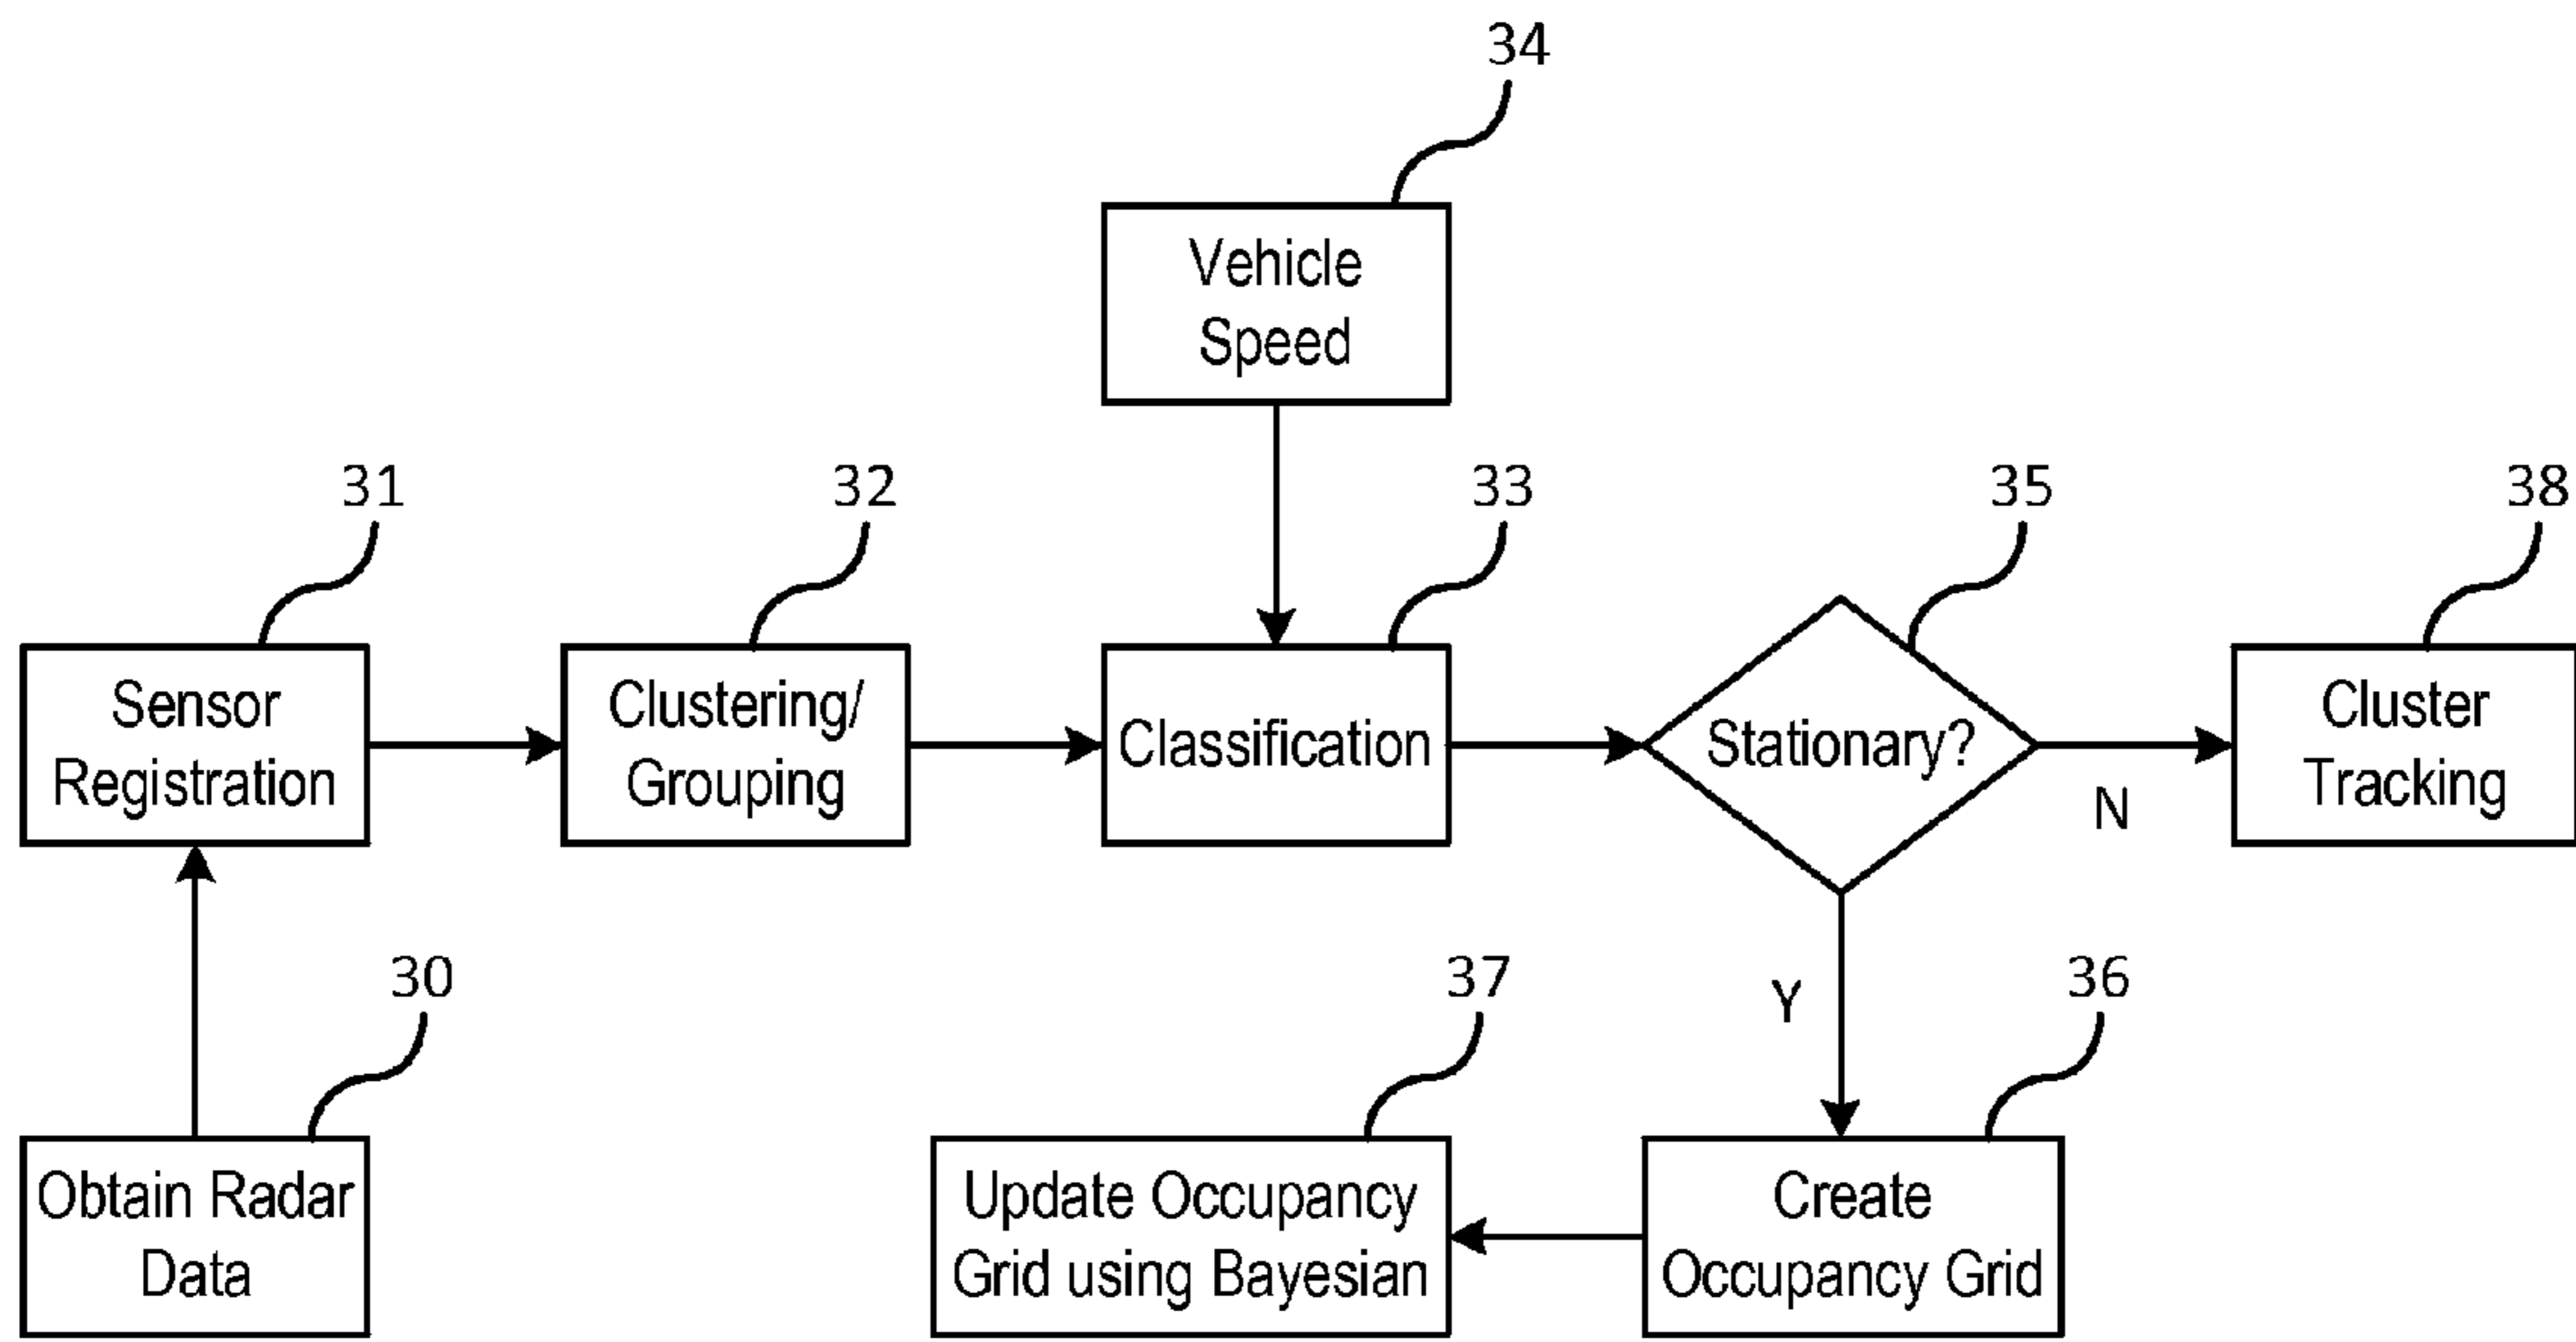 34
Vehicle
Speed
31
32
33
35
38
Sensor
Registration
Clustering/
Grouping
Classification
Stationary?
N
Cluster
Tracking
30
37
Y
36
Obtain Radar
Data
Update Occupancy
Grid using Bayesian
Create
Occupancy Grid